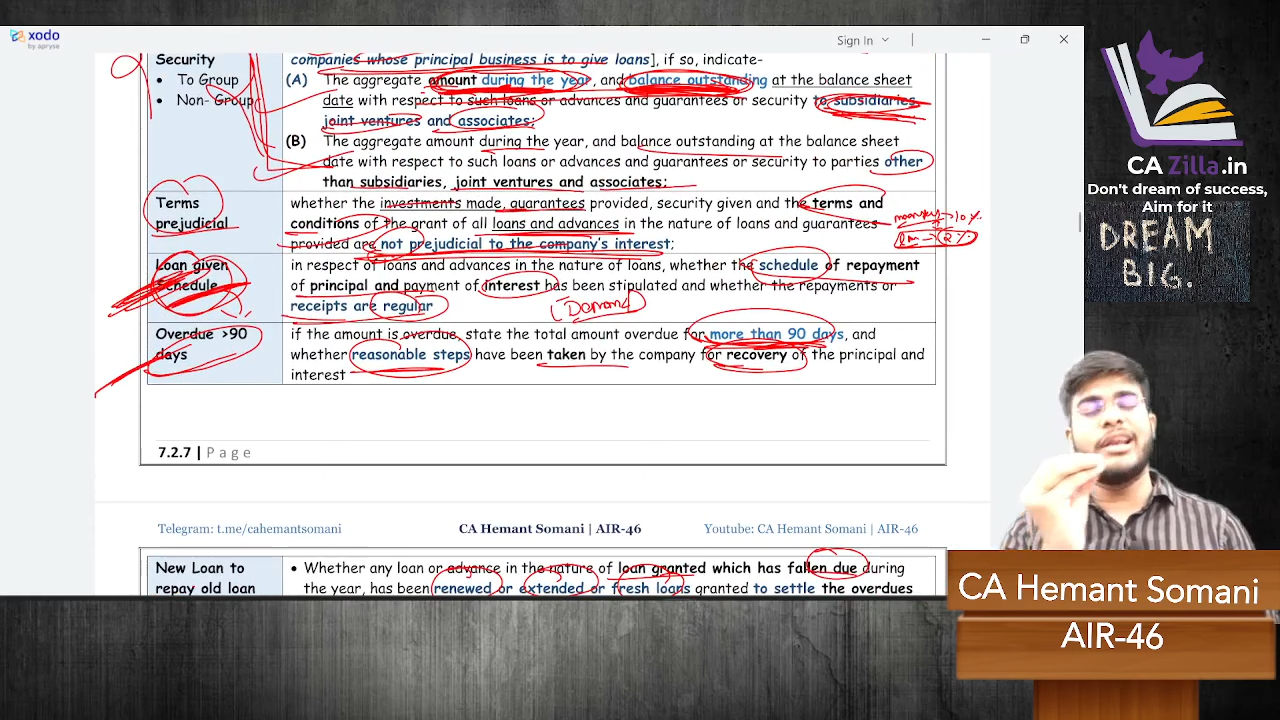 xodo
by apryse
Sign In
Security
• To Group
• Non- Group
companies whose principal business is to give loans], if so, indicate-
(A) The aggregate amount during the year, and balance outstanding at the balance sheet
date with respect to such loans or advances and guarantees or security to subsidiaries,
joint ventures and associates;
(B) The aggregate amount during the year, and balance outstanding at the balance sheet
date with respect to such loans or advances and guarantees or security to parties other
than subsidiaries, joint ventures and associates;
Terms
prejudicial
whether the investments made, guarantees provided, security given and the terms and
conditions of the grant of all loans and advances in the nature of loans and guarantees
provided are not prejudicial to the company's interest;
10 %
Loan given
Schedule
in respect of loans and advances in the nature of loans, whether the schedule of repayment
of principal and payment of interest has been stipulated and whether the repayments or
receipts are regular
(Demand)
Overdue >90
days
if the amount is overdue, state the total amount overdue for more than 90 days, and
whether reasonable steps have been taken by the company for recovery of the principal and
interest
7.2.7 | Page
Telegram: t.me/cahemantsomani CA Hemant Somani | AIR-46 Youtube: CA Hemant Somani | AIR-46
New Loan to
repay old loan
• Whether any loan or advance in the nature of loan granted which has fallen due during
the year, has been renewed or extended or fresh loans granted to settle the overdues
CA Zilla.in
Don't dream of success,
Aim for it
DREAM
BIG.
CA Hemant Somani
AIR-46